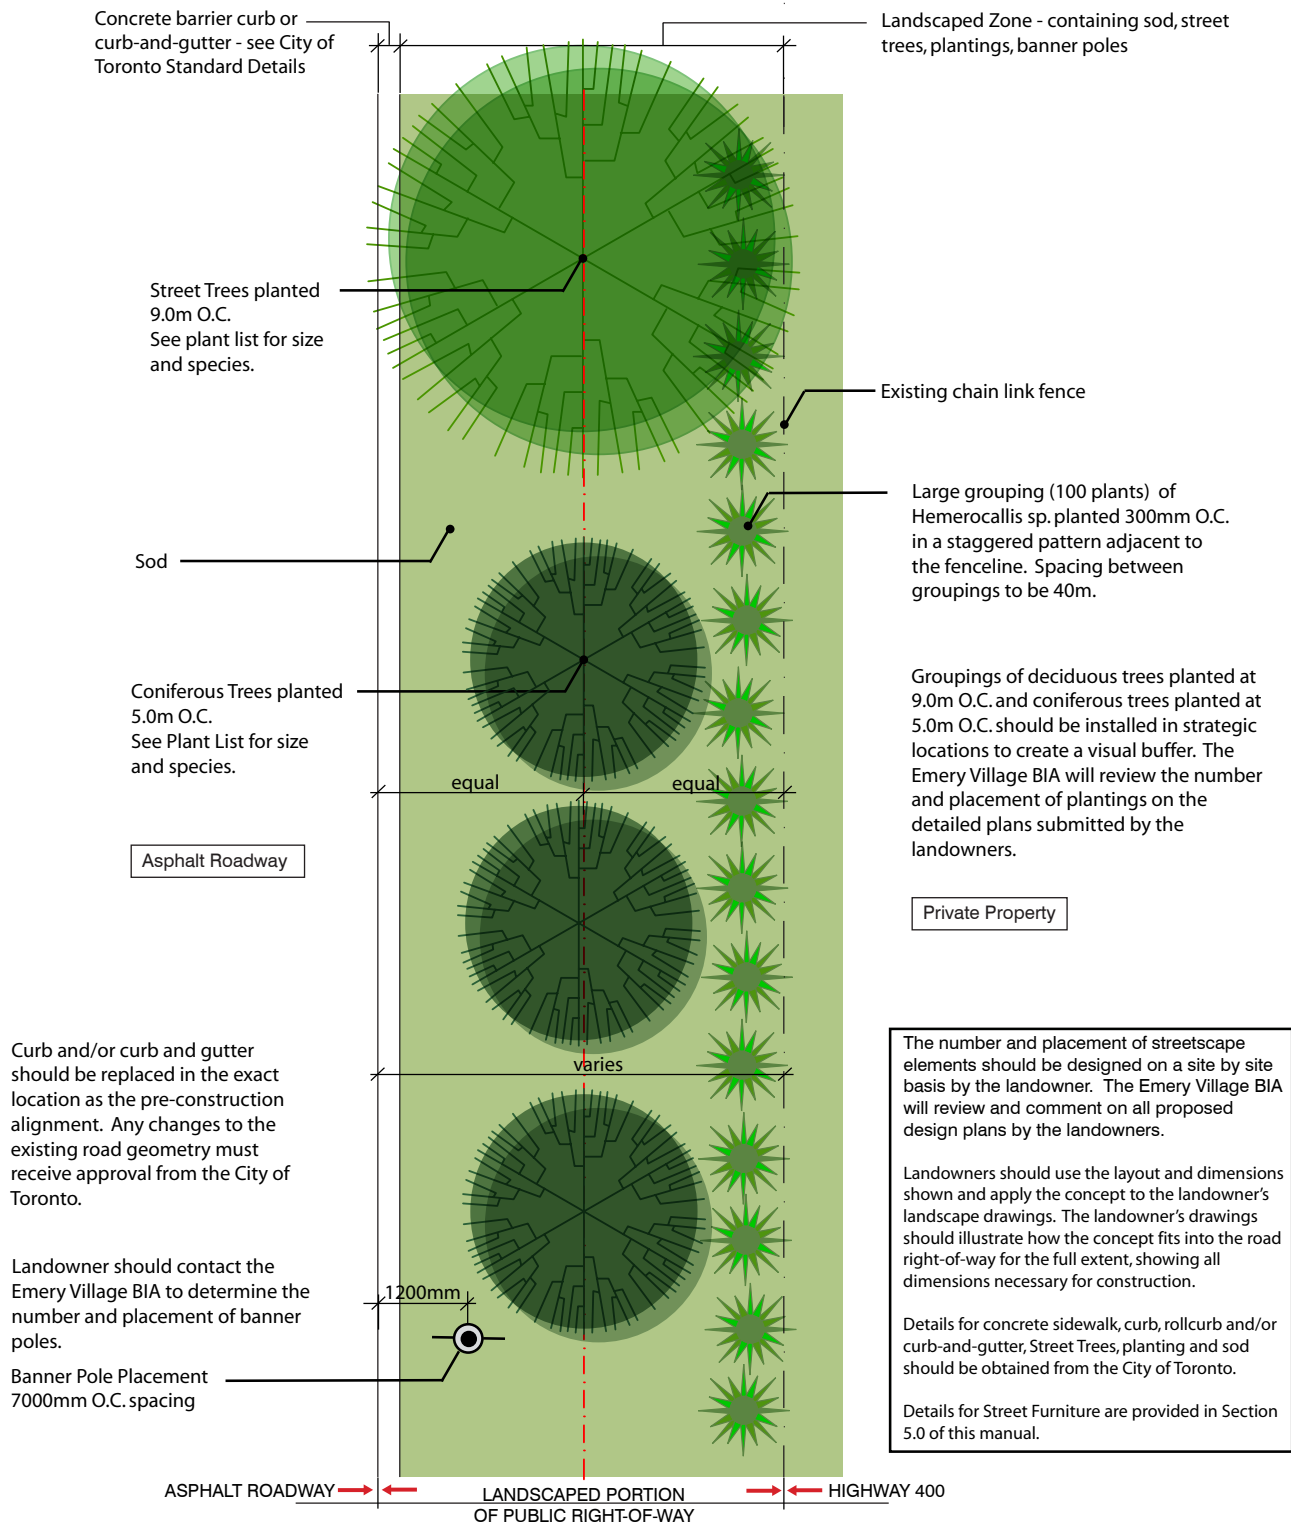 Concrete barrier curb or
curb-and-gutter - see City of
Toronto Standard Details
Landscaped Zone - containing sod, street
trees, plantings, banner poles
Street Trees planted
9.0m O.C.
See plant list for size
and species.
Existing chain link fence
Large grouping (100 plants) of
Hemerocallis sp. planted 300mm O.C.
in a staggered pattern adjacent to
the fenceline. Spacing between
groupings to be 40m.
Sod
Coniferous Trees planted
5.0m O.C.
See Plant List for size
and species.
Groupings of deciduous trees planted at
9.0m O.C. and coniferous trees planted at
5.0m O.C. should be installed in strategic
locations to create a visual buffer. The
Emery Village BIA will review the number
and placement of plantings on the
detailed plans submitted by the
landowners.
equal
equal
Asphalt Roadway
Private Property
varies
Curb and/or curb and gutter
should be replaced in the exact
location as the pre-construction
alignment. Any changes to the
existing road geometry must
receive approval from the City of
Toronto.
Landowner should contact the
Emery Village BIA to determine the
number and placement of banner
poles.
1200mm
Banner Pole Placement
7000mm O.C. spacing
The number and placement of streetscape
elements should be designed on a site by site
basis by the landowner. The Emery Village BIA
will review and comment on all proposed
design plans by the landowners.
Landowners should use the layout and dimensions
shown and apply the concept to the landowner's
landscape drawings. The landowner's drawings
should illustrate how the concept fits into the road
right-of-way for the full extent, showing all
dimensions necessary for construction.
Details for concrete sidewalk, curb, rollcurb and/or
curb-and-gutter, Street Trees, planting and sod
should be obtained from the City of Toronto.
Details for Street Furniture are provided in Section
5.0 of this manual.
ASPHALT ROADWAY
LANDSCAPED PORTION
OF PUBLIC RIGHT-OF-WAY
HIGHWAY 400